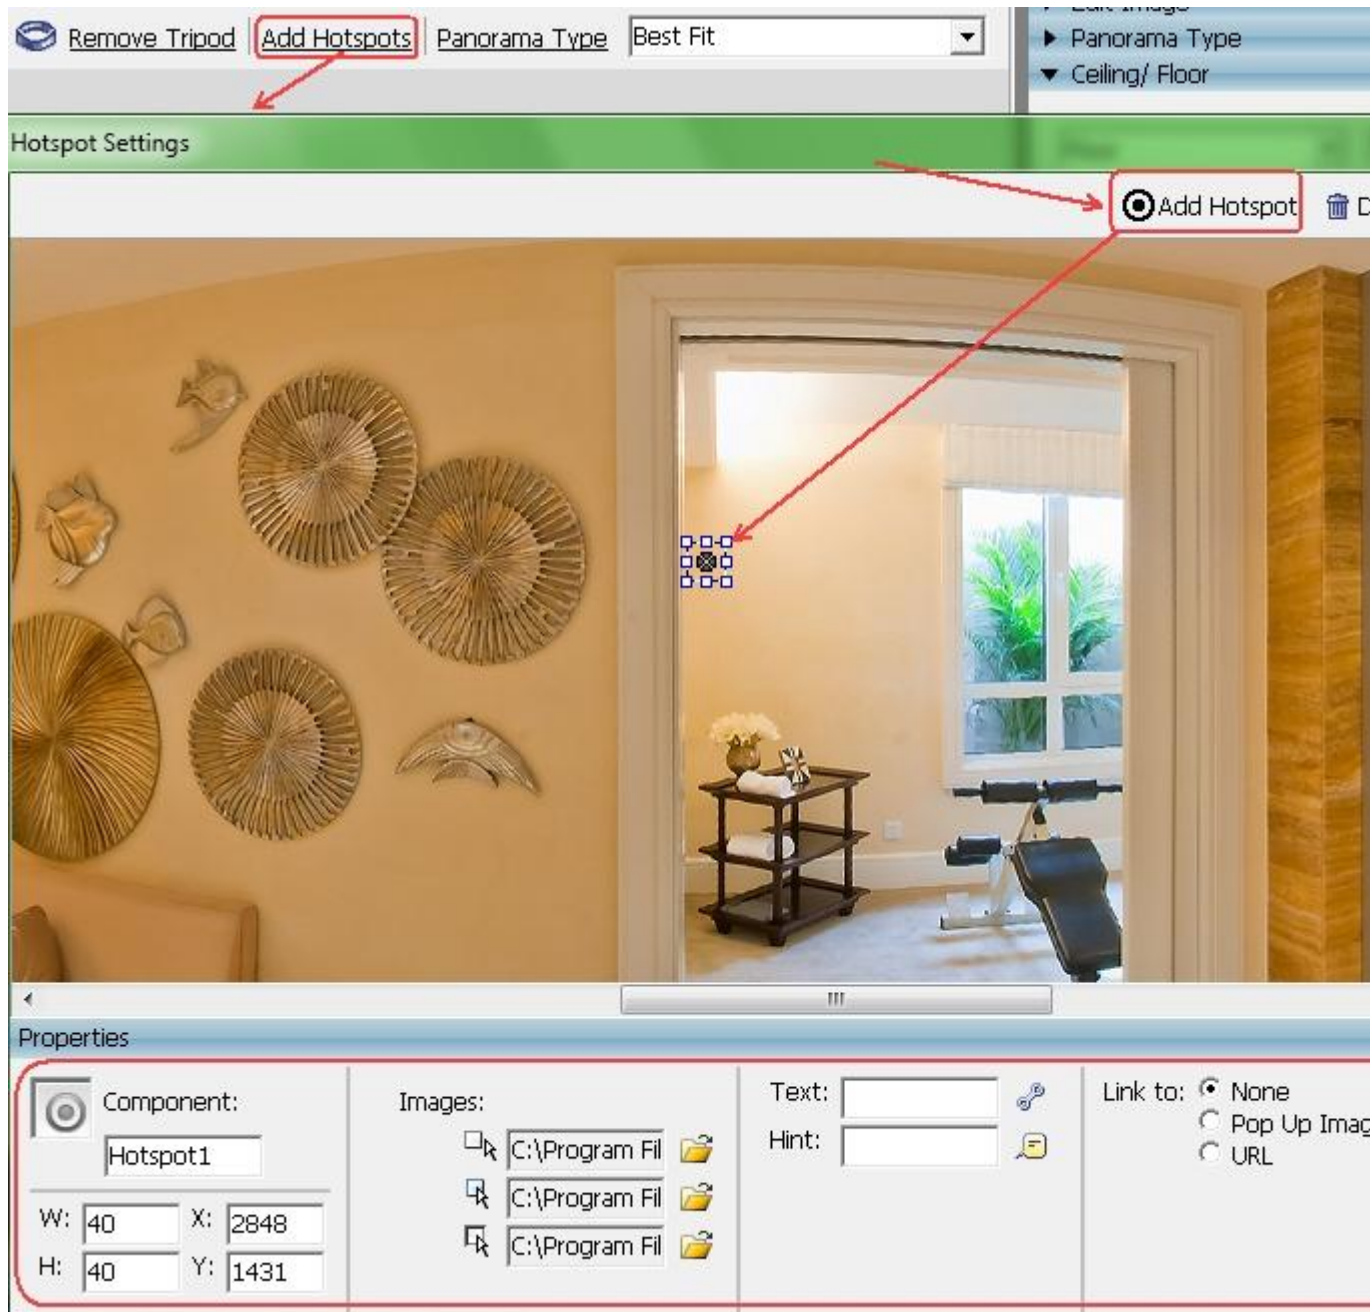 Remove Tripod Add Hotspots Panorama Type Best Fit
Edit Image
Panorama Type
Ceiling/ Floor
Hotspot Settings
Add Hotspot
Properties
Component:
Hotspot1
W: 40 X: 2848
H: 40 Y: 1431
Images:
C:\Program Fil
C:\Program Fil
C:\Program Fil
Text:
Hint:
Link to: None
Pop Up Imag
URL